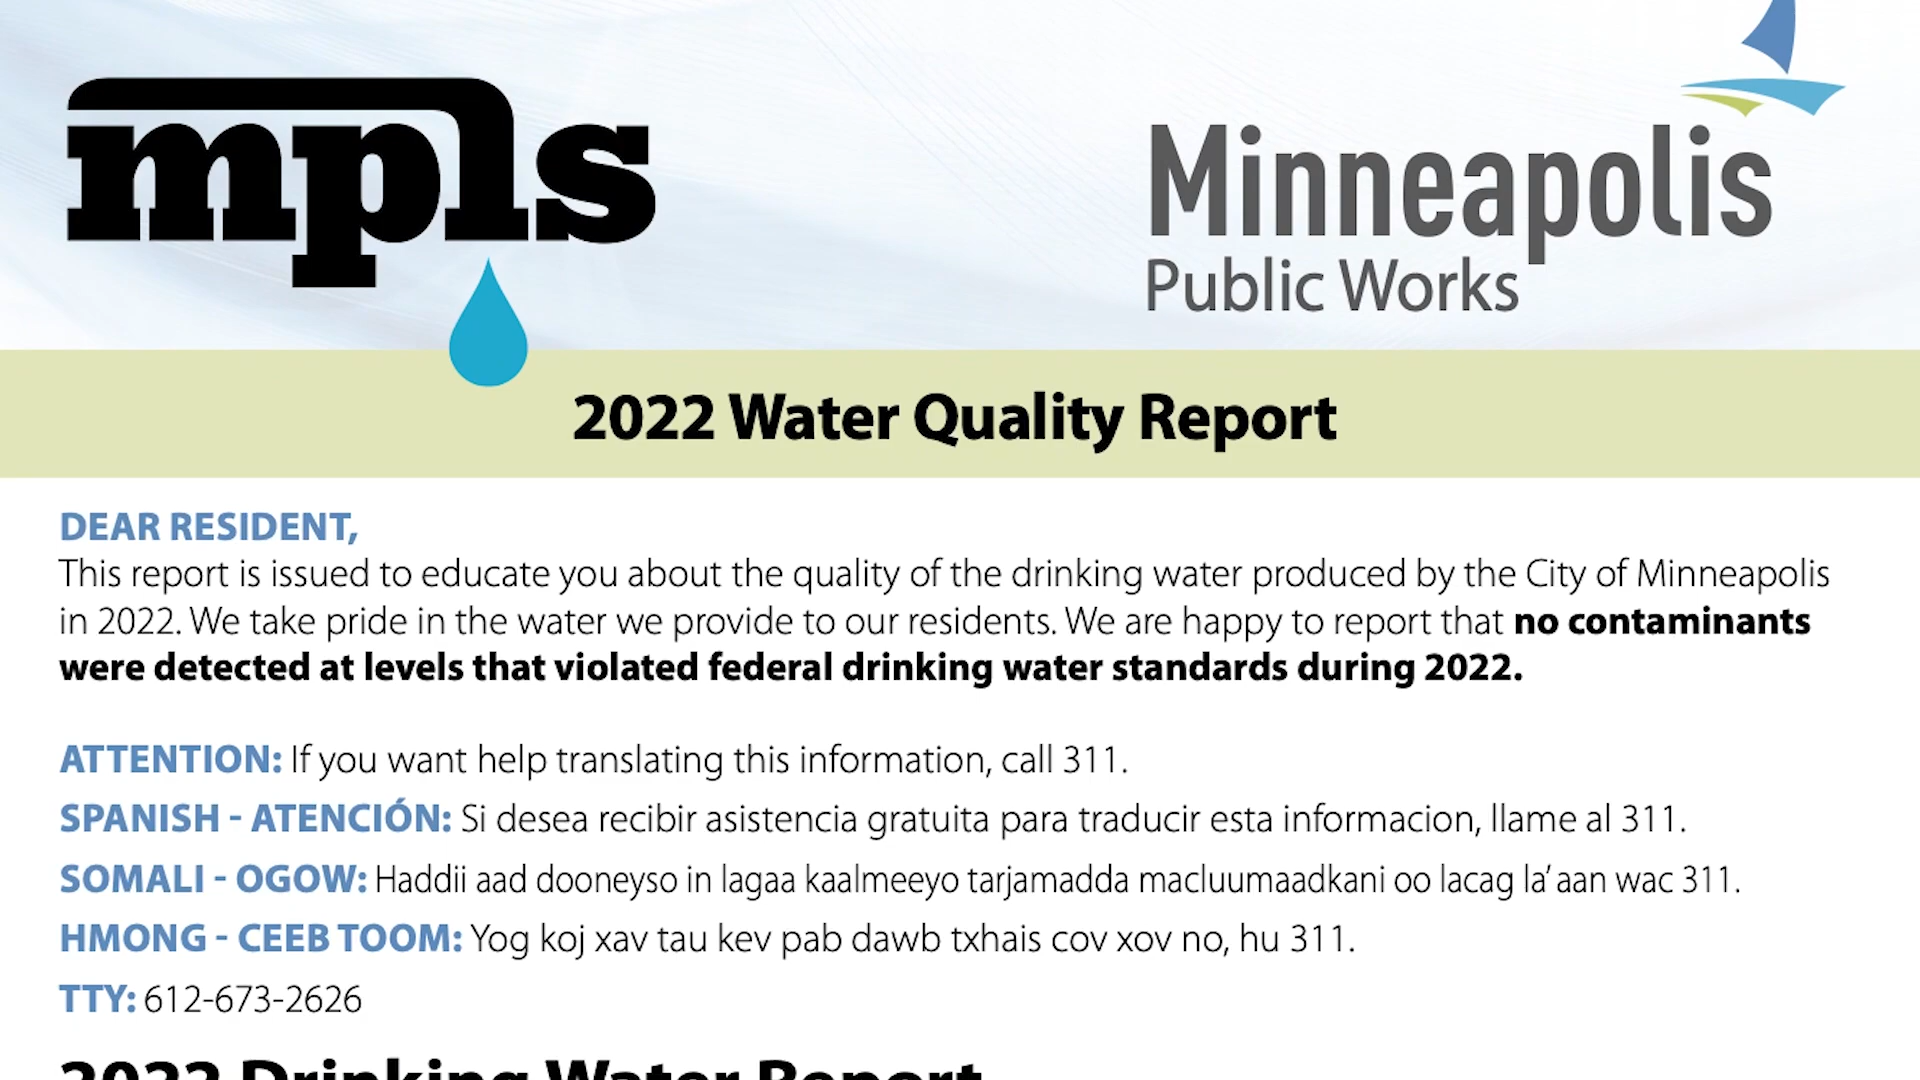 mpls
Minneapolis
Public Works
2022 Water Quality Report
DEAR RESIDENT,
This report is issued to educate you about the quality of the drinking water produced by the City of Minneapolis
in 2022. We take pride in the water we provide to our residents. We are happy to report that no contaminants
were detected at levels that violated federal drinking water standards during 2022.
ATTENTION: If you want help translating this information, call 311.
SPANISH - ATENCIÓN: Si desea recibir asistencia gratuita para traducir esta informacion, llame al 311.
SOMALI - OGOW: Haddii aad dooneyso in lagaa kaalmeeyo tarjamadda macluumaadkani oo lacag la’ aan wac 311.
HMONG - CEEB TOOM: Yog koj xav tau kev pab dawb txhais cov xov no, hu 311.
TTY: 612-673-2626
2022 Drinking Water Report